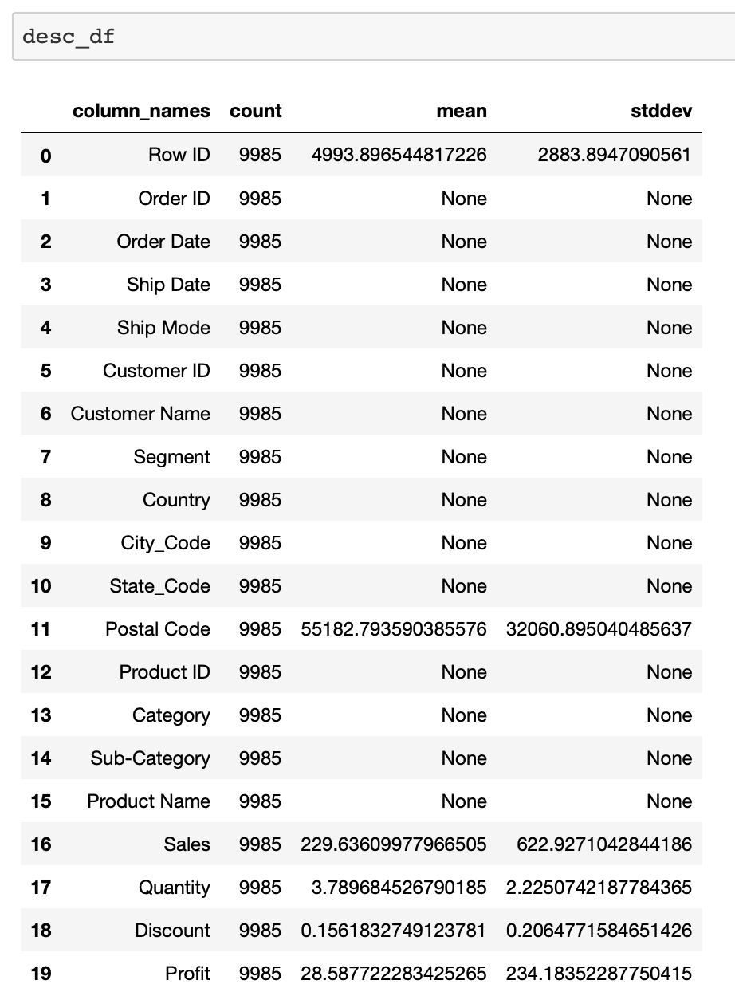 desc_df
column_names count mean stddev
0 Row ID 9985 4993.896544817226 2883.8947090561
1 Order ID 9985 None None
2 Order Date 9985 None None
3 Ship Date 9985 None None
4 Ship Mode 9985 None None
5 Customer ID 9985 None None
6 Customer Name 9985 None None
7 Segment 9985 None None
8 Country 9985 None None
9 City_Code 9985 None None
10 State_Code 9985 None None
11 Postal Code 9985 55182.793590385576 32060.895040485637
12 Product ID 9985 None None
13 Category 9985 None None
14 Sub-Category 9985 None None
15 Product Name 9985 None None
16 Sales 9985 229.63609977966505 622.9271042844186
17 Quantity 9985 3.789684526790185 2.2250742187784365
18 Discount 9985 0.1561832749123781 0.2064771584651426
19 Profit 9985 28.587722283425265 234.18352287750415